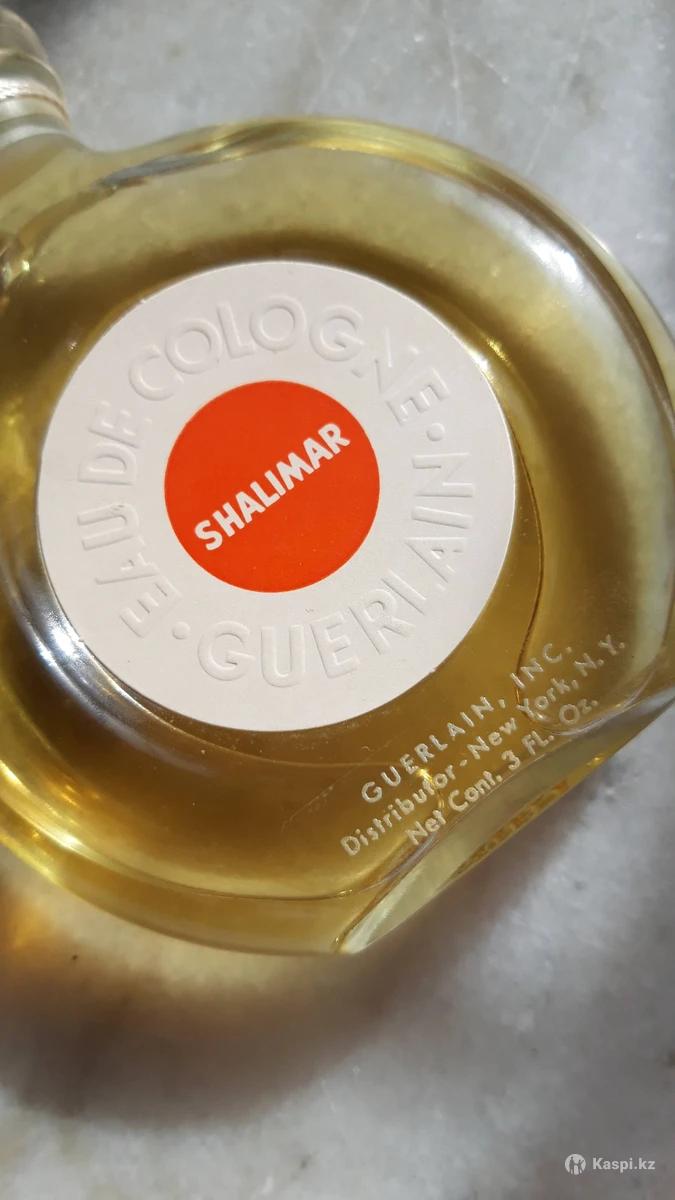 EAU DE COLOGNE • GUERLAIN •
SHALIMAR
GUERLAIN, INC.
Distributor - New York, N.Y.
Net Cont. 3 Fl. Oz.
Kaspi.kz